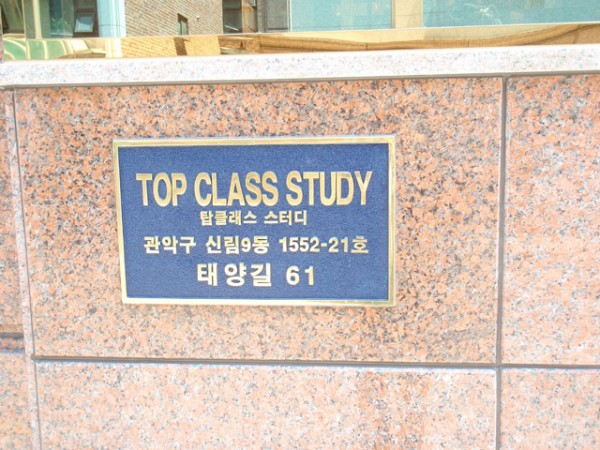 TOP CLASS STUDY
탑클래스 스터디
관악구 신림9동 1552-21호
태양길 61